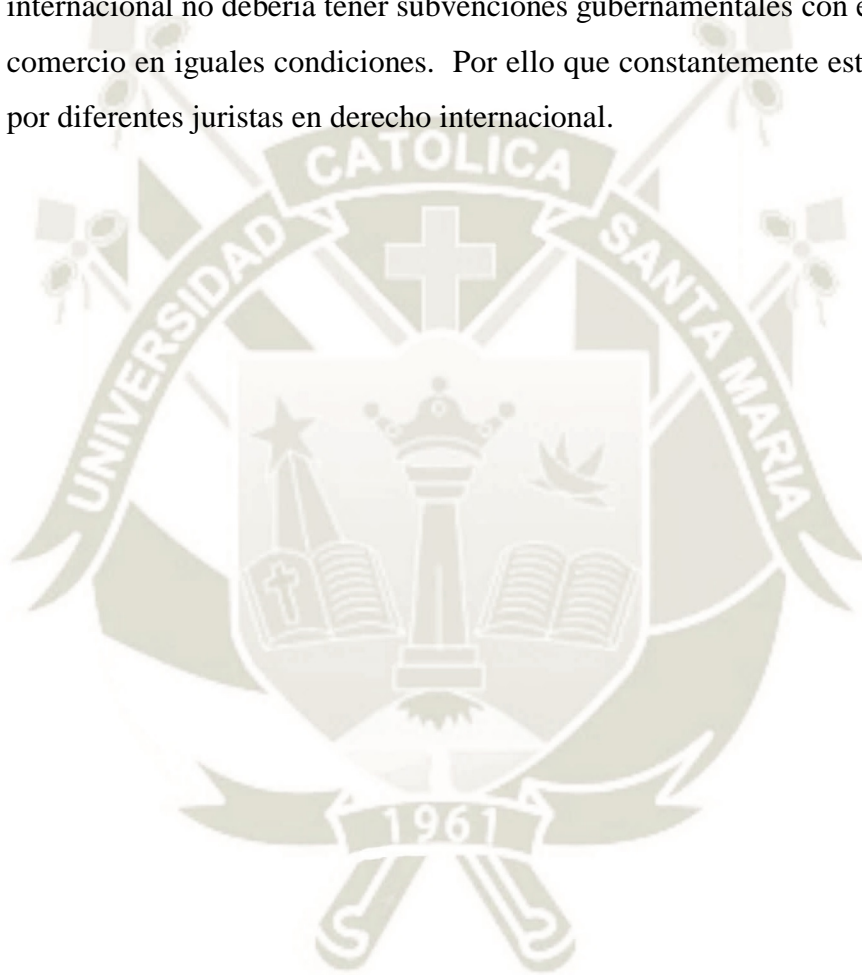 internacional no debería tener subvenciones gubernamentales con e
comercio en iguales condiciones. Por ello que constantemente est
por diferentes juristas en derecho internacional.
UNIVERSIDAD CATOLICA SANTA MARIA
1961